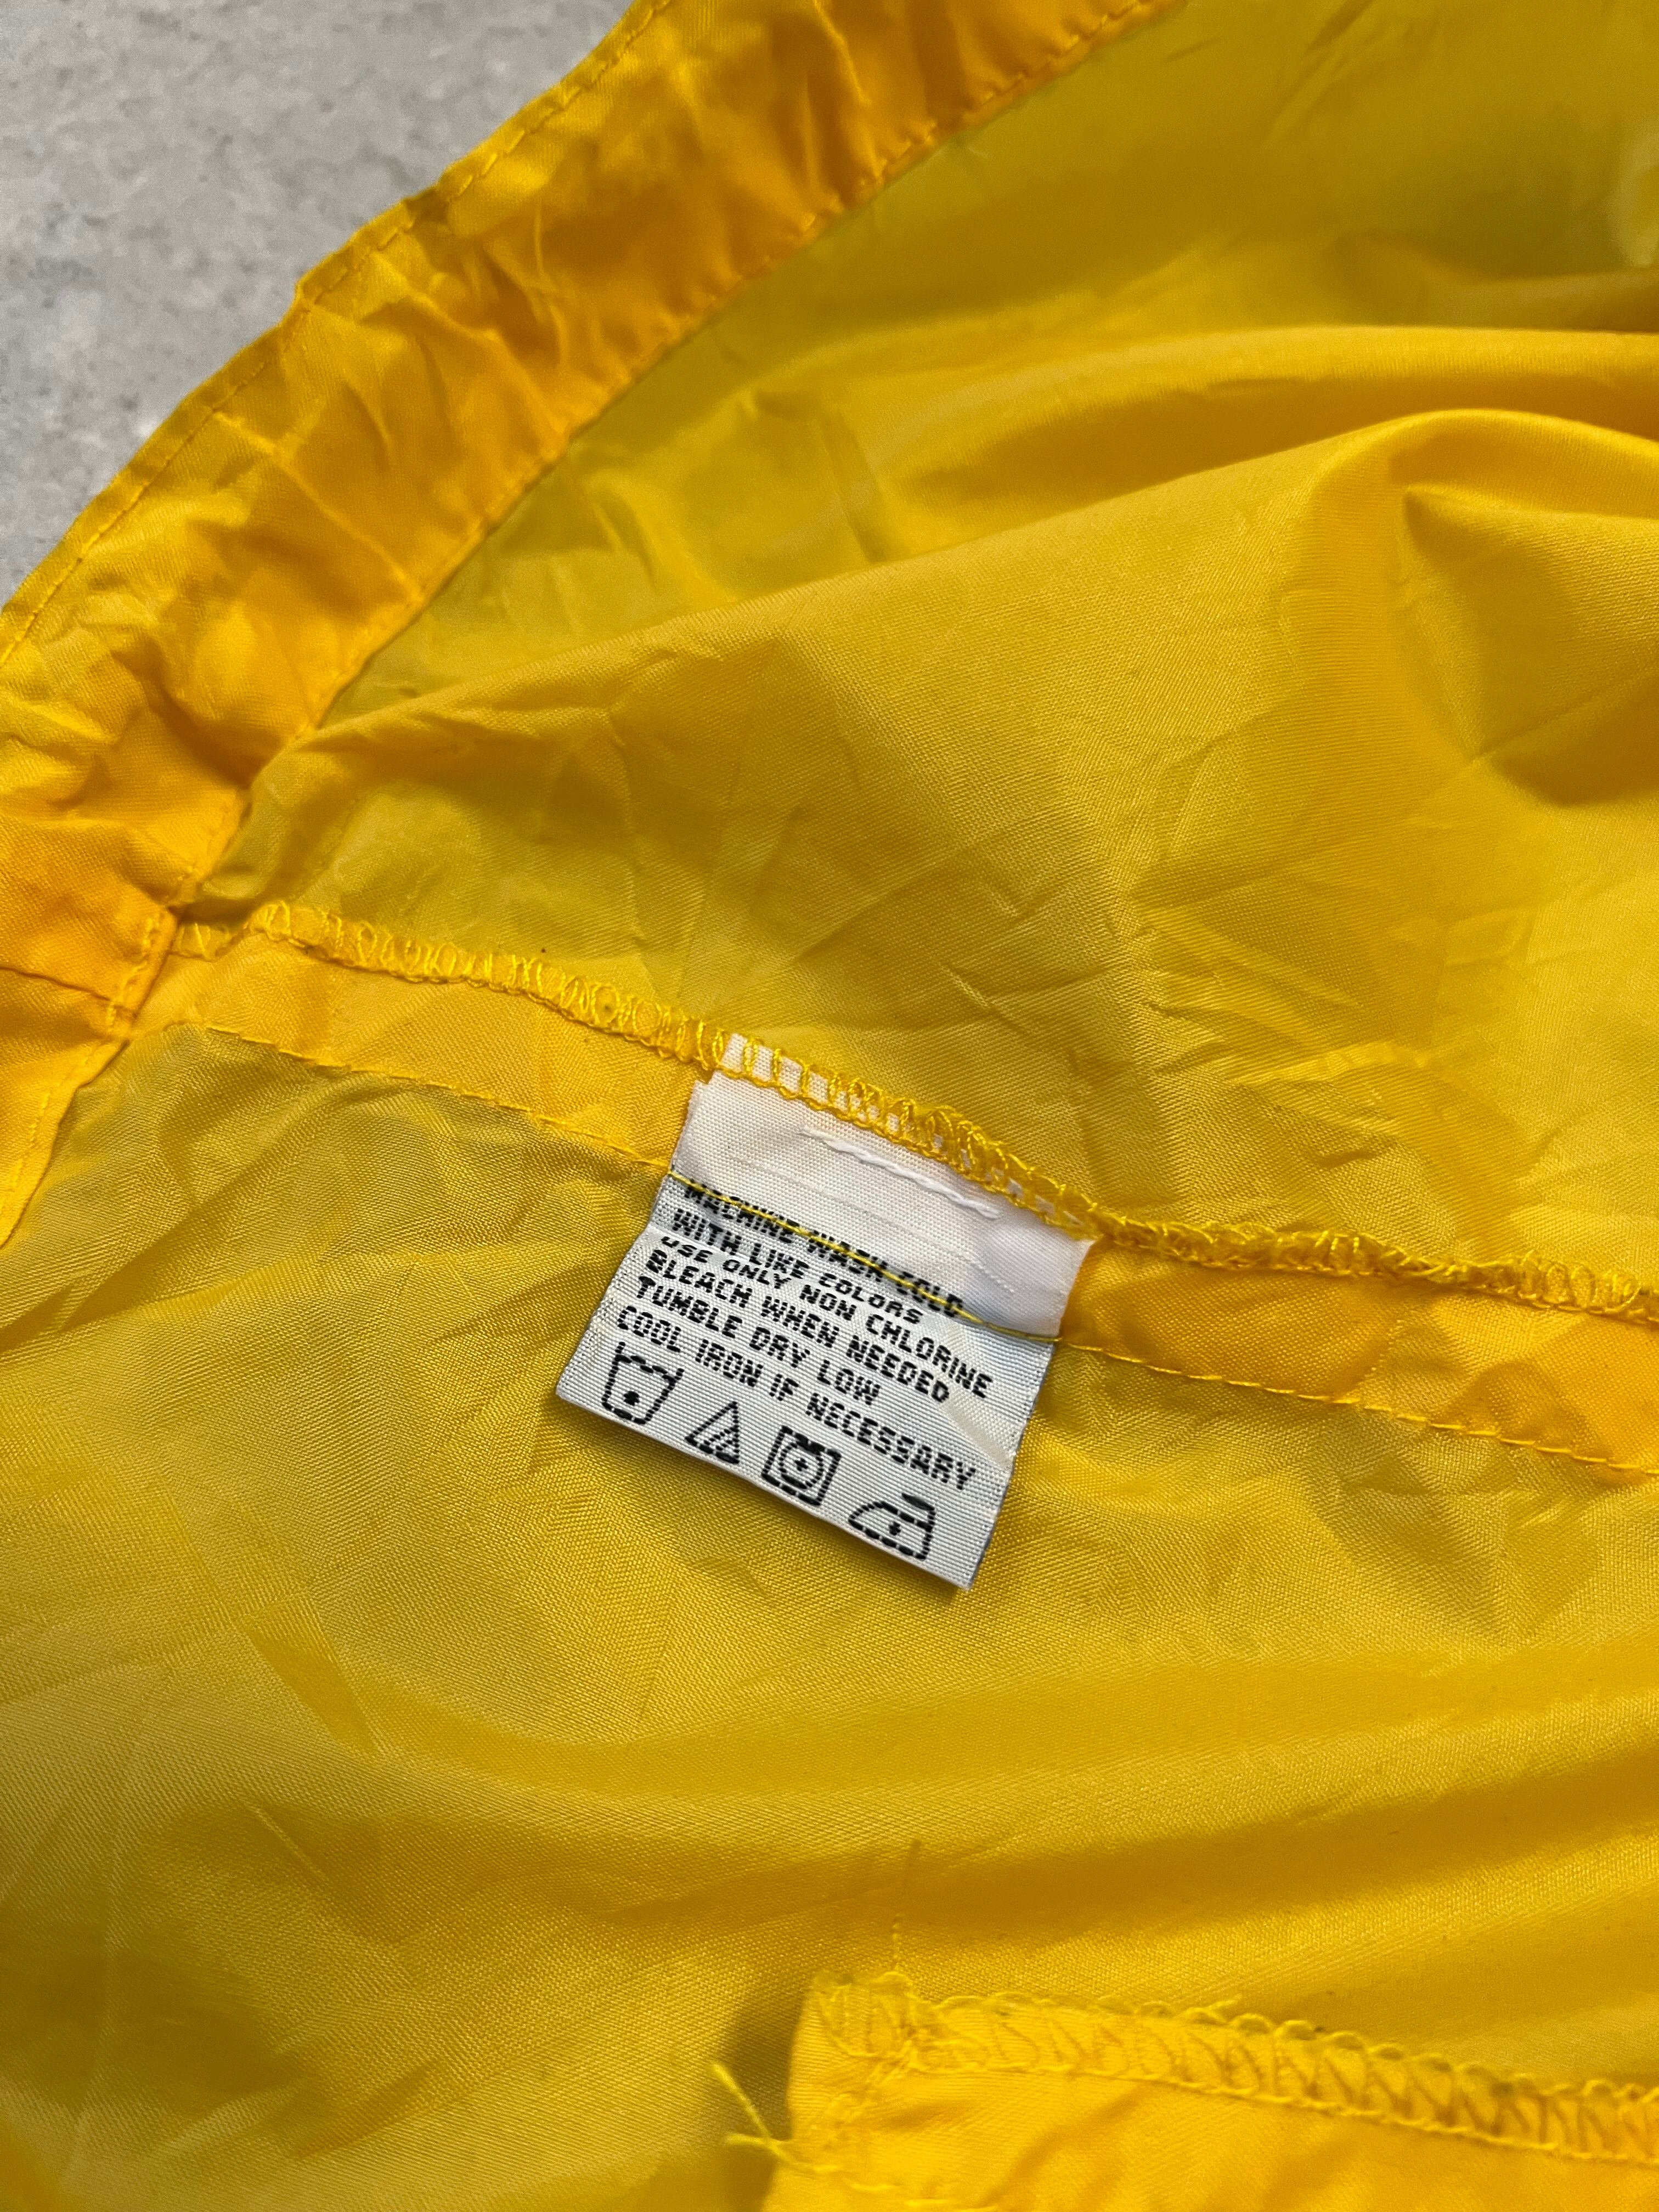 MACHINE WASH COLD
WITH LIKE COLORS
USE ONLY NON CHLORINE
BLEACH WHEN NEEDED
TUMBLE DRY LOW
COOL IRON IF NECESSARY